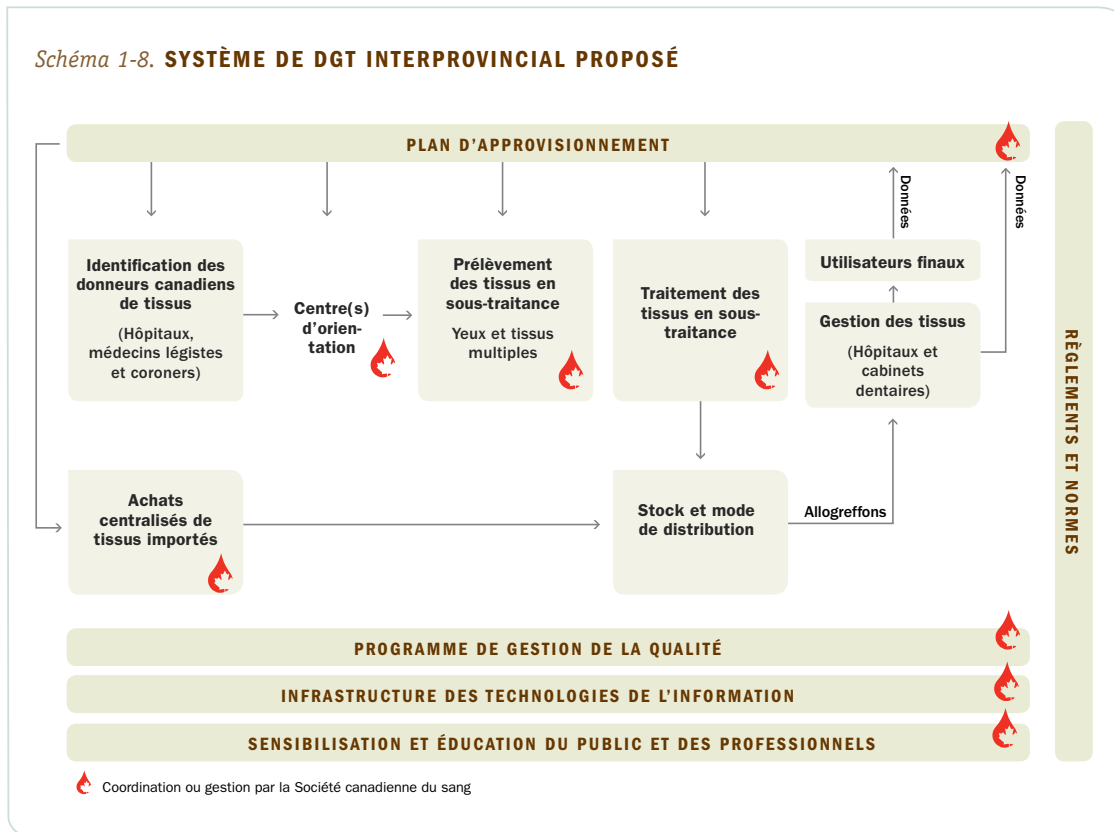 Schéma 1-8. SYSTÈME DE DGT INTERPROVINCIAL PROPOSÉ
PLAN D'APPROVISIONNEMENT
Données
Données
Identification des
donneurs canadiens
de tissus
(Hôpitaux,
médecins légistes
et coroners)
Centre(s)
d'orien-
tation
Prélèvement
des tissus en
sous-traitance
Yeux et tissus
multiples
Traitement des
tissus en sous-
traitance
Utilisateurs finaux
Gestion des tissus
(Hôpitaux et
cabinets
dentaires)
Achats
centralisés de
tissus importés
Stock et mode
de distribution
Allogreffons
RÈGLEMENTS ET NORMES
PROGRAMME DE GESTION DE LA QUALITÉ
INFRASTRUCTURE DES TECHNOLOGIES DE L'INFORMATION
SENSIBILISATION ET ÉDUCATION DU PUBLIC ET DES PROFESSIONNELS
Coordination ou gestion par la Société canadienne du sang